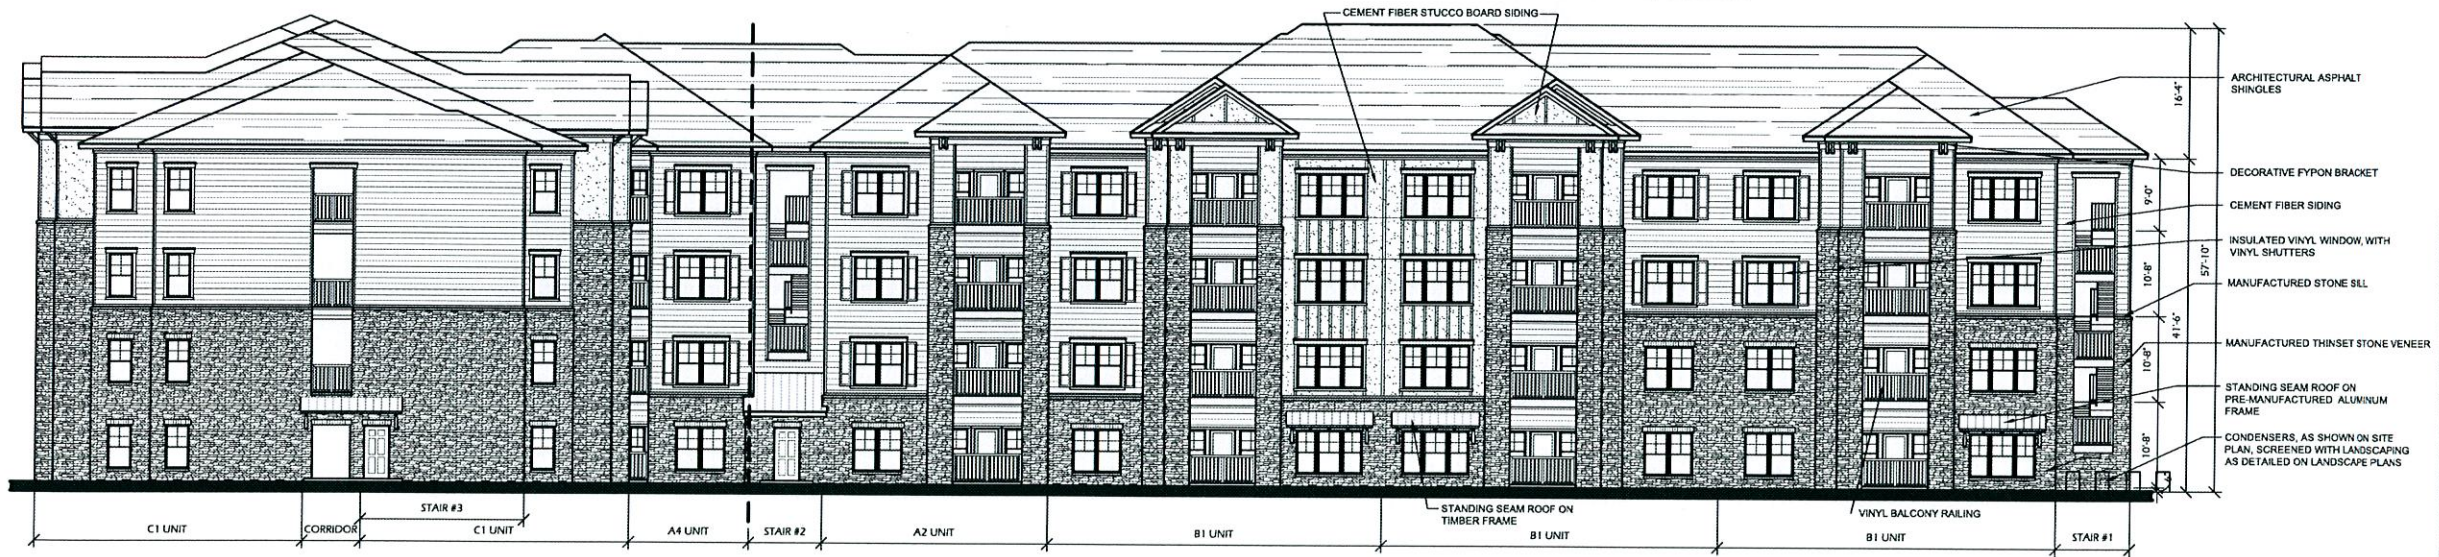 CEMENT FIBER STUCCO BOARD SIDING
ARCHITECTURAL ASPHALT
SHINGLES
16'-4"
DECORATIVE FYPON BRACKET
9'-0"
CEMENT FIBER SIDING
INSULATED VINYL WINDOW, WITH
VINYL SHUTTERS
10'-8"
57'-10"
MANUFACTURED STONE SILL
41'-6"
MANUFACTURED THINSET STONE VENEER
10'-8"
STANDING SEAM ROOF ON
PRE-MANUFACTURED ALUMINUM
FRAME
10'-8"
CONDENSERS, AS SHOWN ON SITE
PLAN, SCREENED WITH LANDSCAPING
AS DETAILED ON LANDSCAPE PLANS
STANDING SEAM ROOF ON
TIMBER FRAME
VINYL BALCONY RAILING
STAIR #3
C1 UNIT
CORRIDOR
C1 UNIT
A4 UNIT
STAIR #2
A2 UNIT
B1 UNIT
B1 UNIT
B1 UNIT
STAIR #1